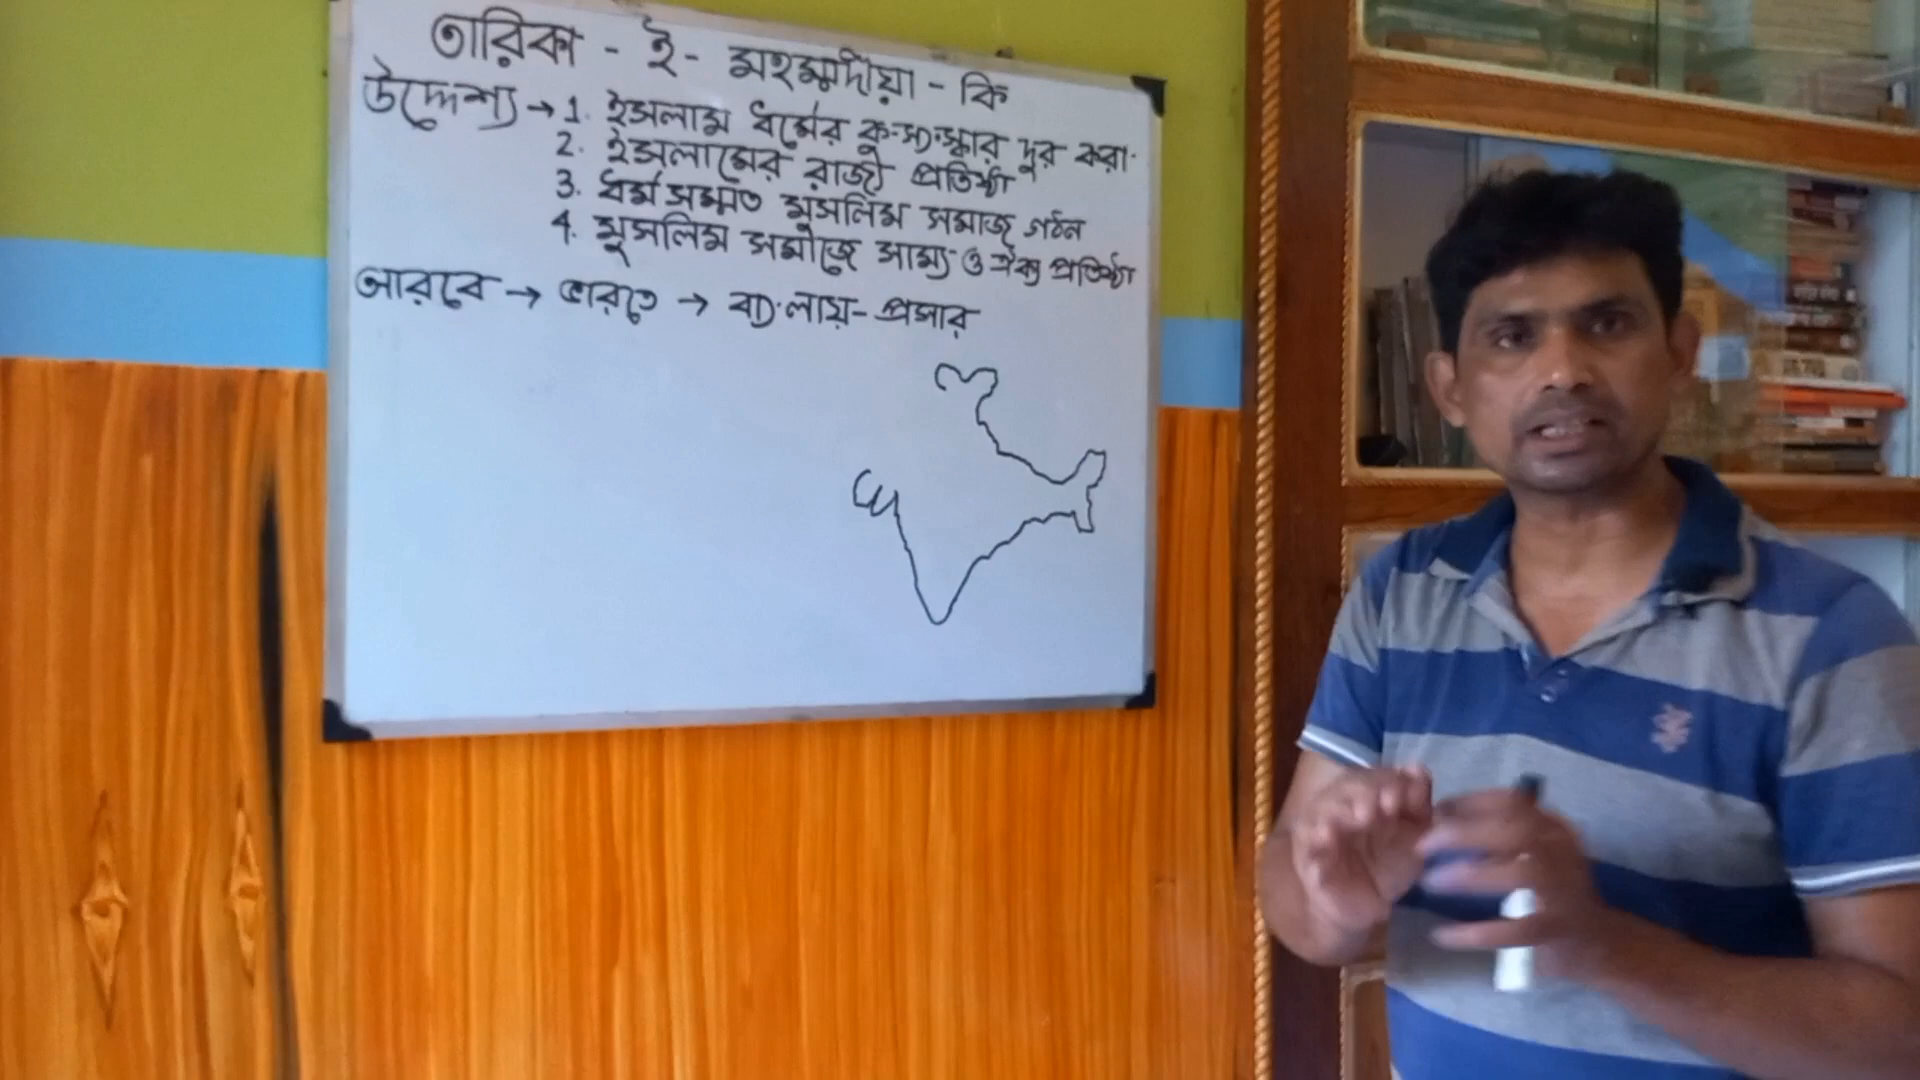 তারিকা - ই - মহম্মদীয়া - কি
উদ্দেশ্য → 1. ইসলাম ধর্মের কুসংস্কার দুর করা.
2. ইসলামের রাজ্য প্রতিষ্ঠা
3. ধর্ম সম্মত মুসলিম সমাজ গঠন
4. মুসলিম সমাজে সাম্য ও ঐক্য প্রতিষ্ঠা
আরবে → ভারতে → বাংলায় - প্রসার